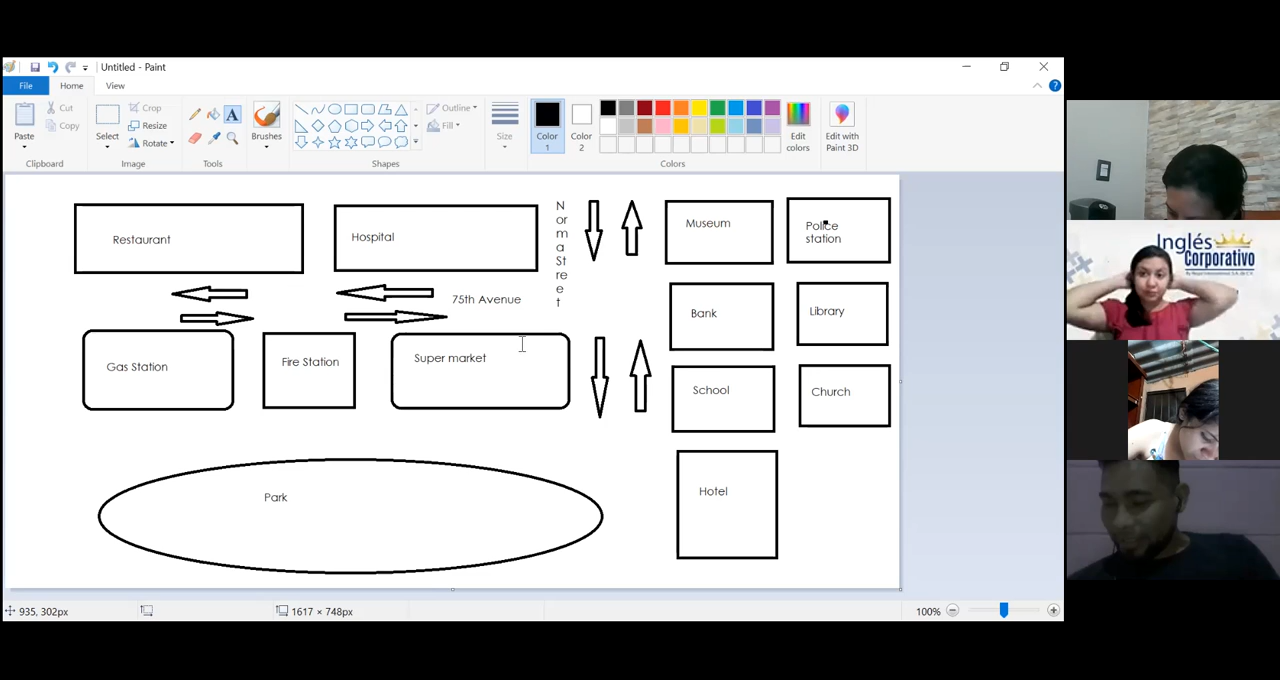 Untitled - Paint
File
Home
View
Paste
Cut
Copy
Clipboard
Select
Crop
Resize
Rotate
Image
A
Tools
Brushes
Outline
Fill
Shapes
Size
Color
1
Color
2
Colors
Edit
colors
Edit with
Paint 3D
Restaurant
Hospital
N
or
m
a
St
re
e
t
Museum
Police
station
75th Avenue
Bank
Library
Gas Station
Fire Station
Super market
School
Church
Park
Hotel
935, 302px
1617 × 748px
100%
Inglés
Corporativo